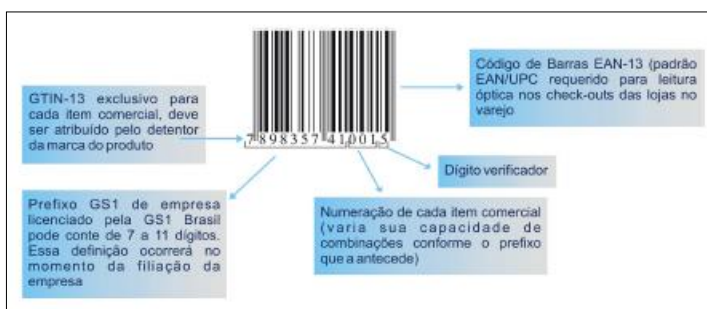 GTIN-13 exclusivo para
cada item comercial, deve
ser atribuído pelo detentor
da marca do produto
Código de Barras EAN-13 (padrão
EAN/UPC requerido para leitura
óptica nos check-outs das lojas no
varejo
7898357410015
Dígito verificador
Prefixo GS1 de empresa
licenciado pela GS1 Brasil
pode conte de 7 a 11 dígitos.
Essa definição ocorrerá no
momento da filiação da
empresa
Numeração de cada item comercial
(varia sua capacidade de
combinações conforme o prefixo
que a antecede)